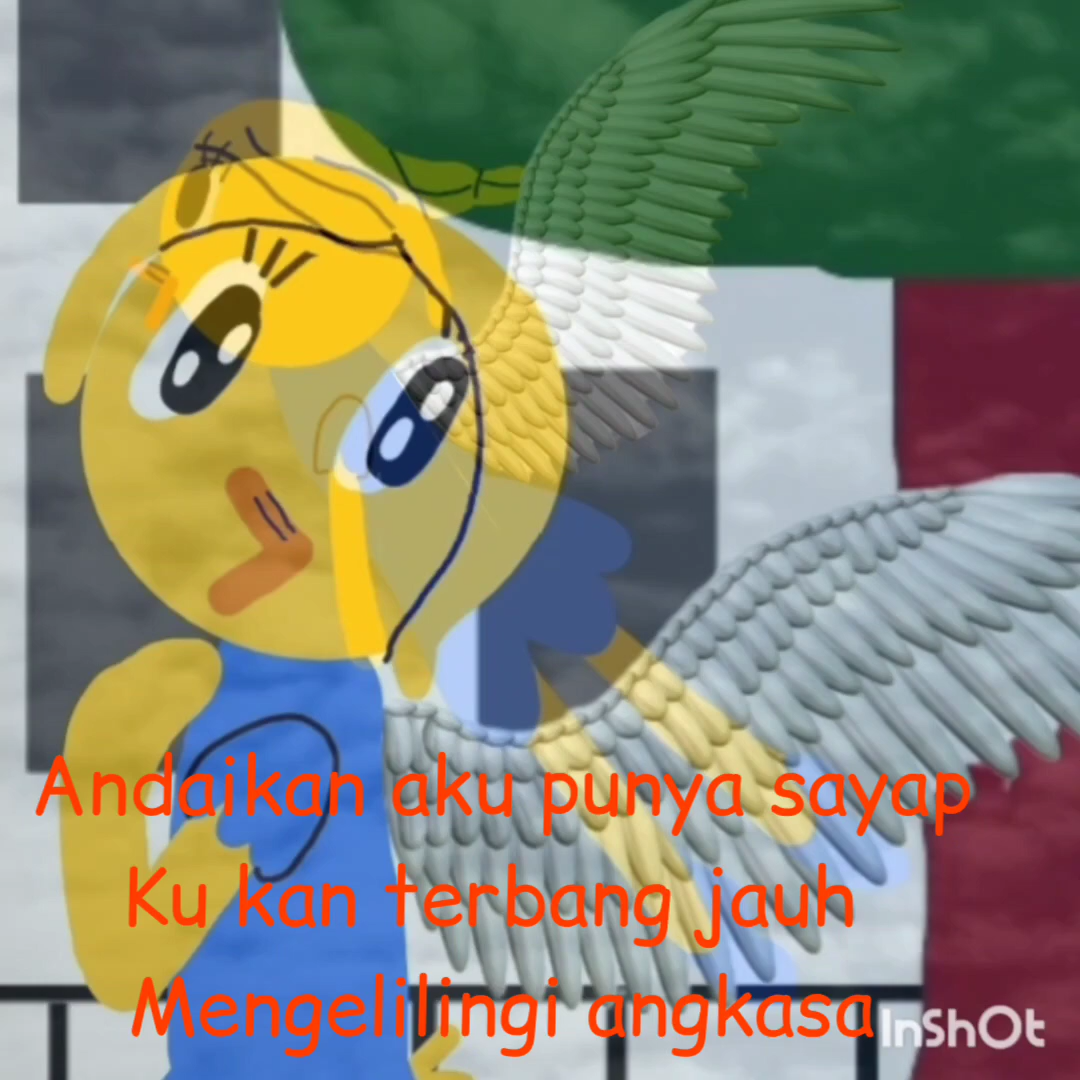 Andaikan aku punya sayap
Ku kan terbang jauh
Mengelilingi angkasa
InShOt